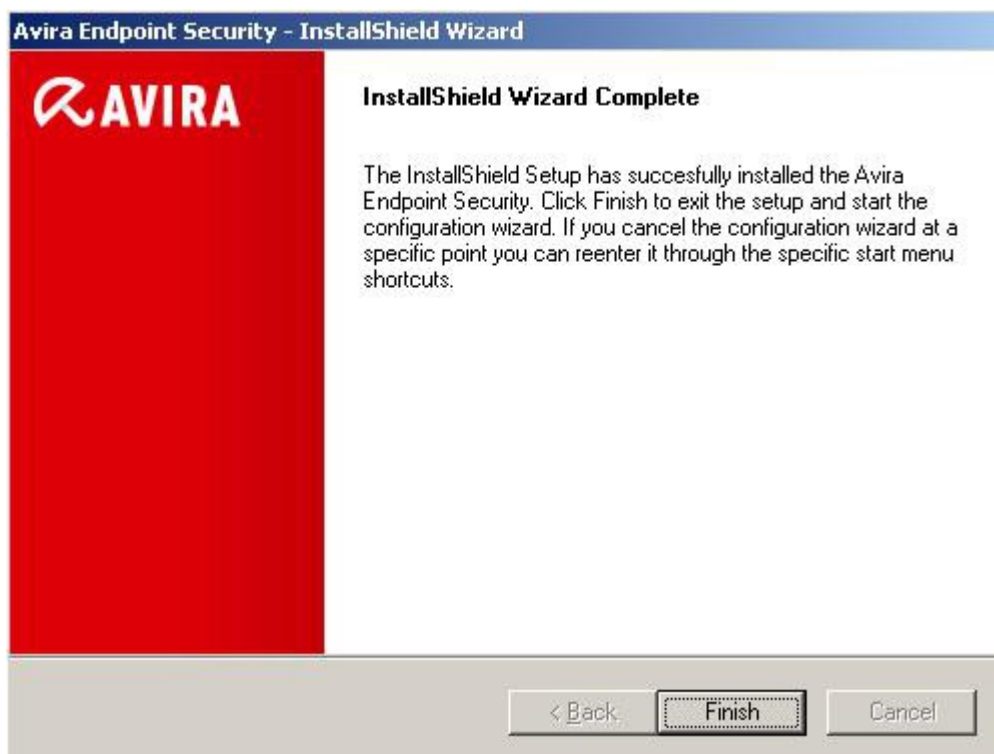 Avira Endpoint Security - InstallShield Wizard
AVIRA
InstallShield Wizard Complete
The InstallShield Setup has succesfully installed the Avira
Endpoint Security. Click Finish to exit the setup and start the
configuration wizard. If you cancel the configuration wizard at a
specific point you can reenter it through the specific start menu
shortcuts.
< Back
Finish
Cancel